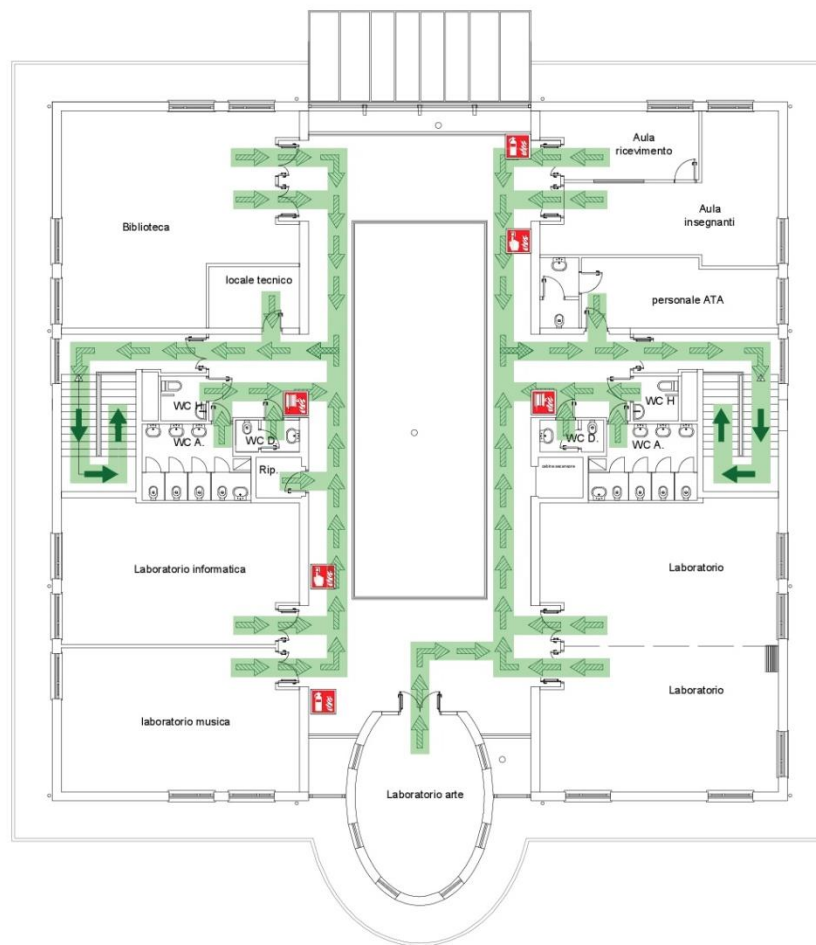 Aula
ricevimento
Aula
insegnanti
Biblioteca
locale tecnico
personale ATA
WC H
WC H
WC A.
WC D.
WC D.
WC A.
Rip.
Laboratorio informatica
Laboratorio
Laboratorio
laboratorio musica
Laboratorio arte